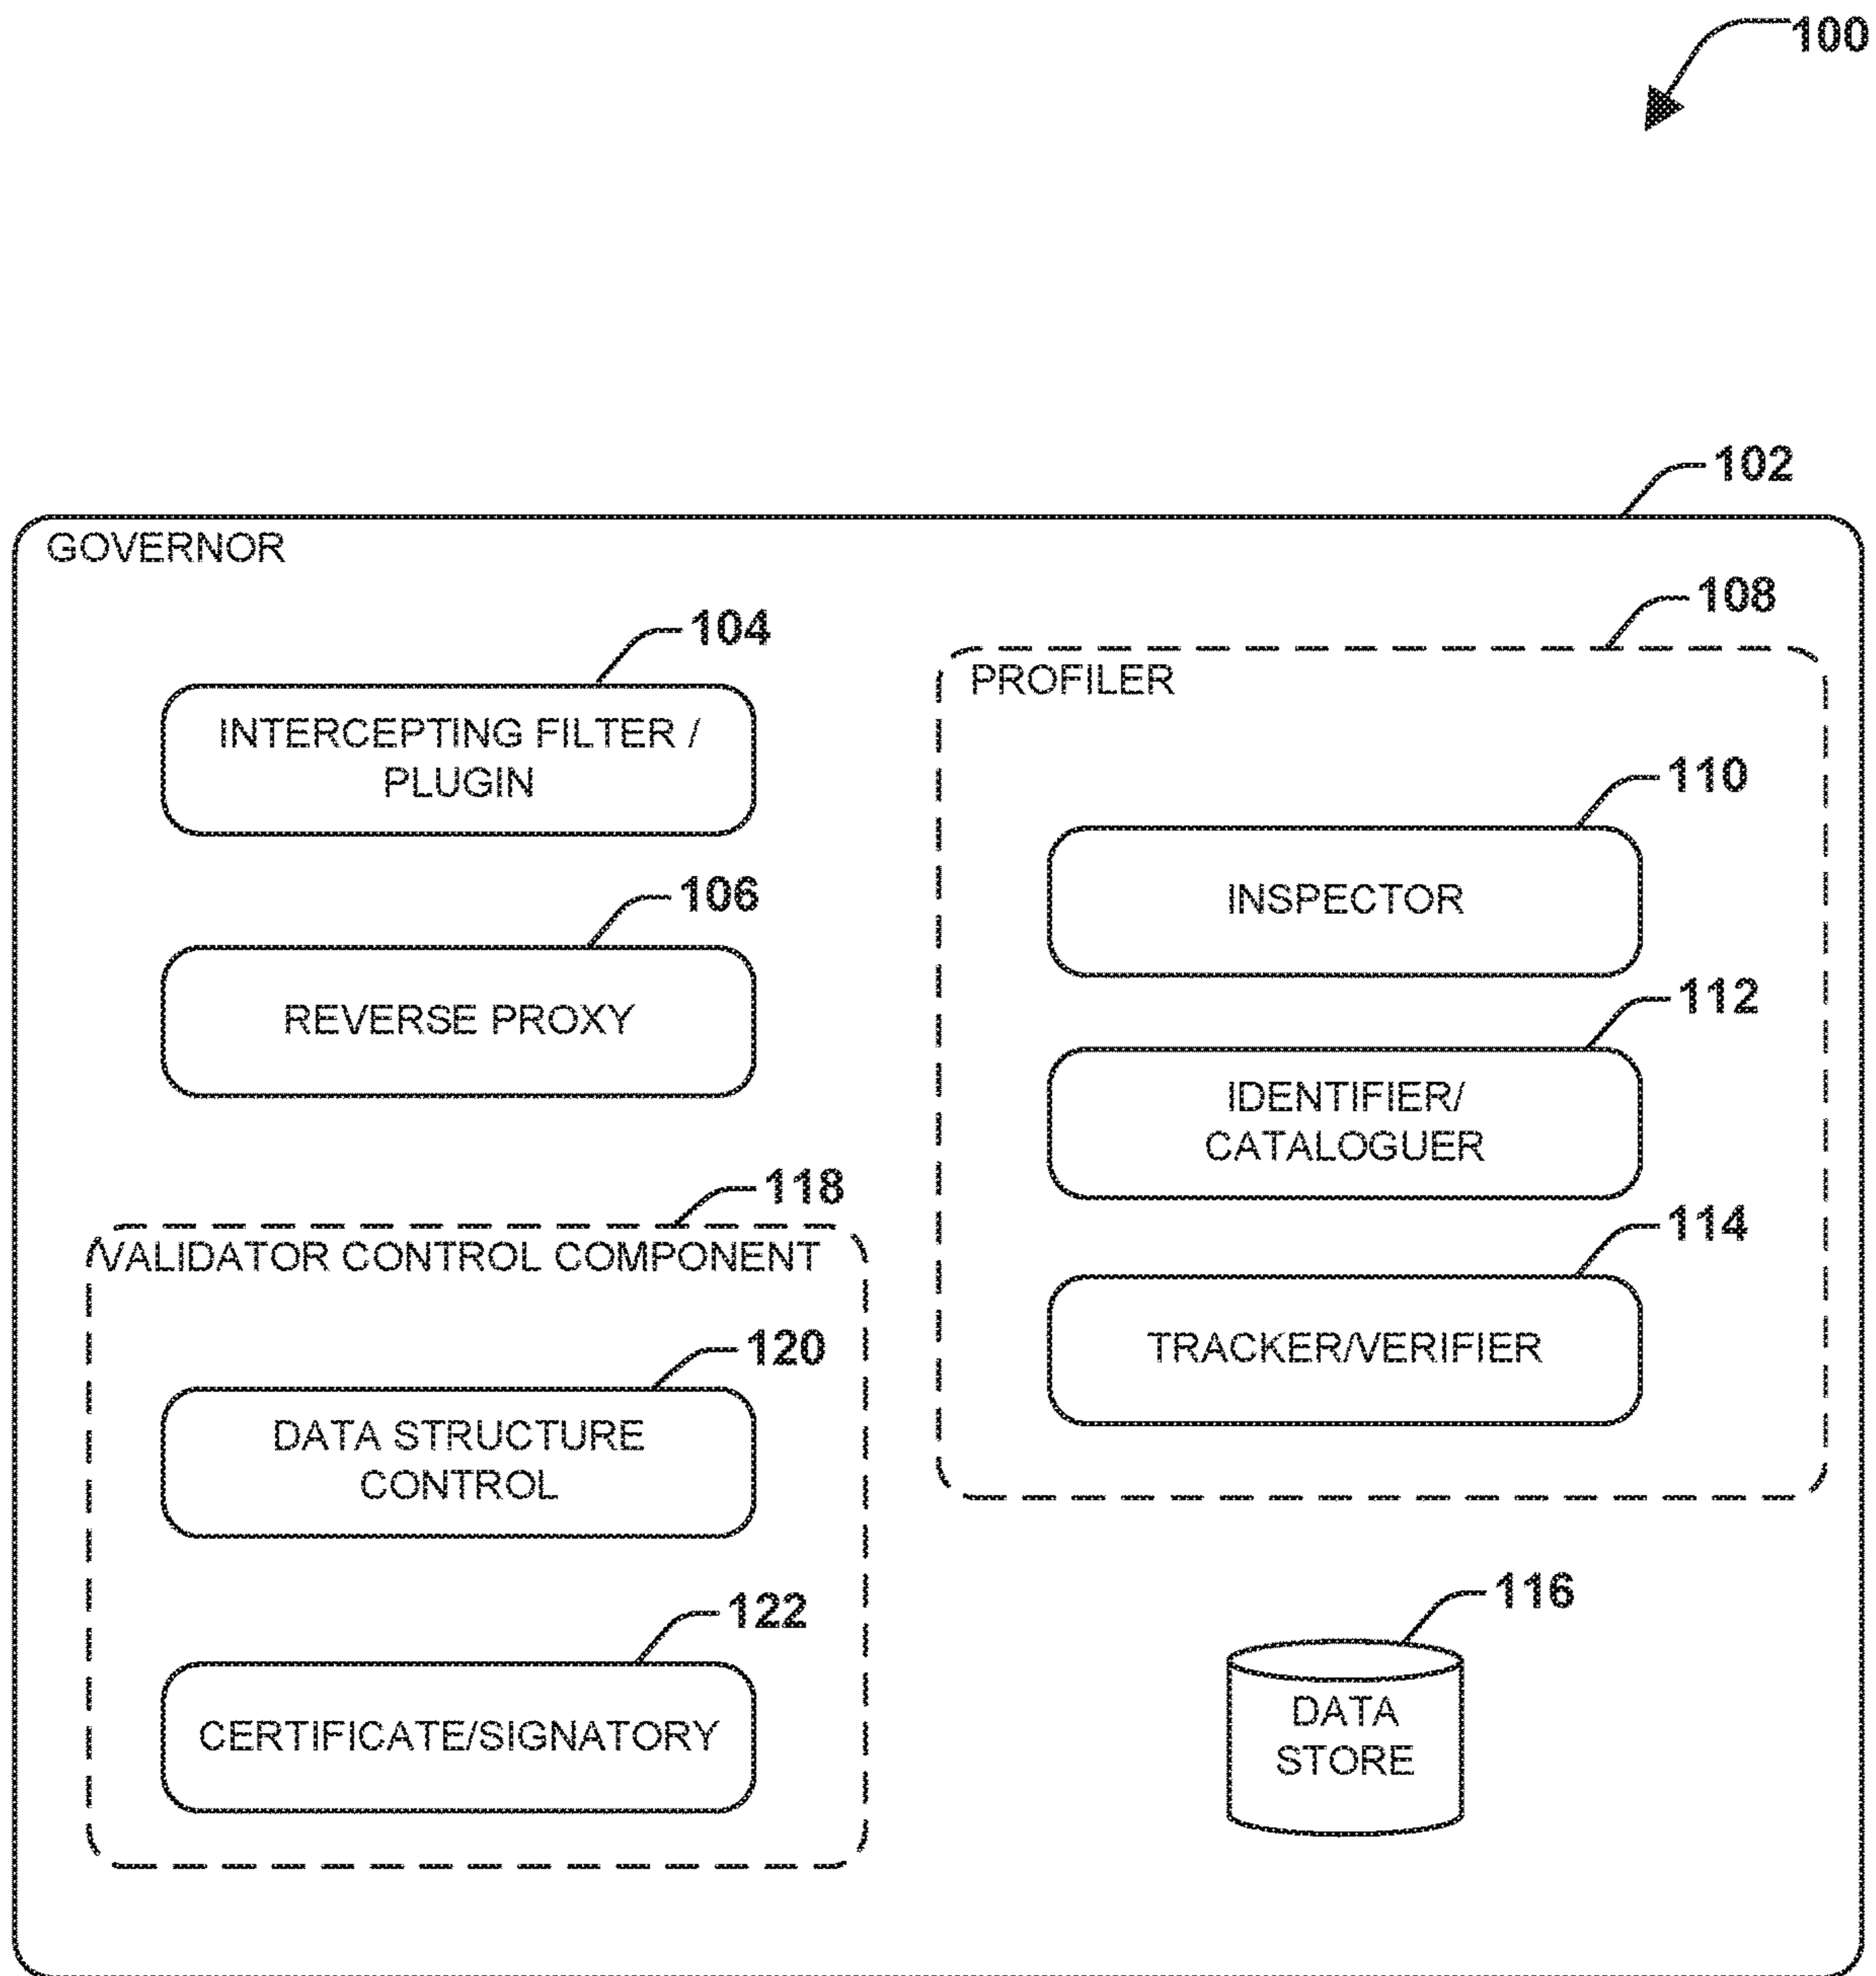 100
102
GOVERNOR
104
INTERCEPTING FILTER /
PLUGIN
106
REVERSE PROXY
118
VALIDATOR CONTROL COMPONENT
120
DATA STRUCTURE
CONTROL
122
CERTIFICATE/SIGNATORY
108
PROFILER
110
INSPECTOR
112
IDENTIFIER/
CATALOGUER
114
TRACKER/VERIFIER
116
DATA
STORE